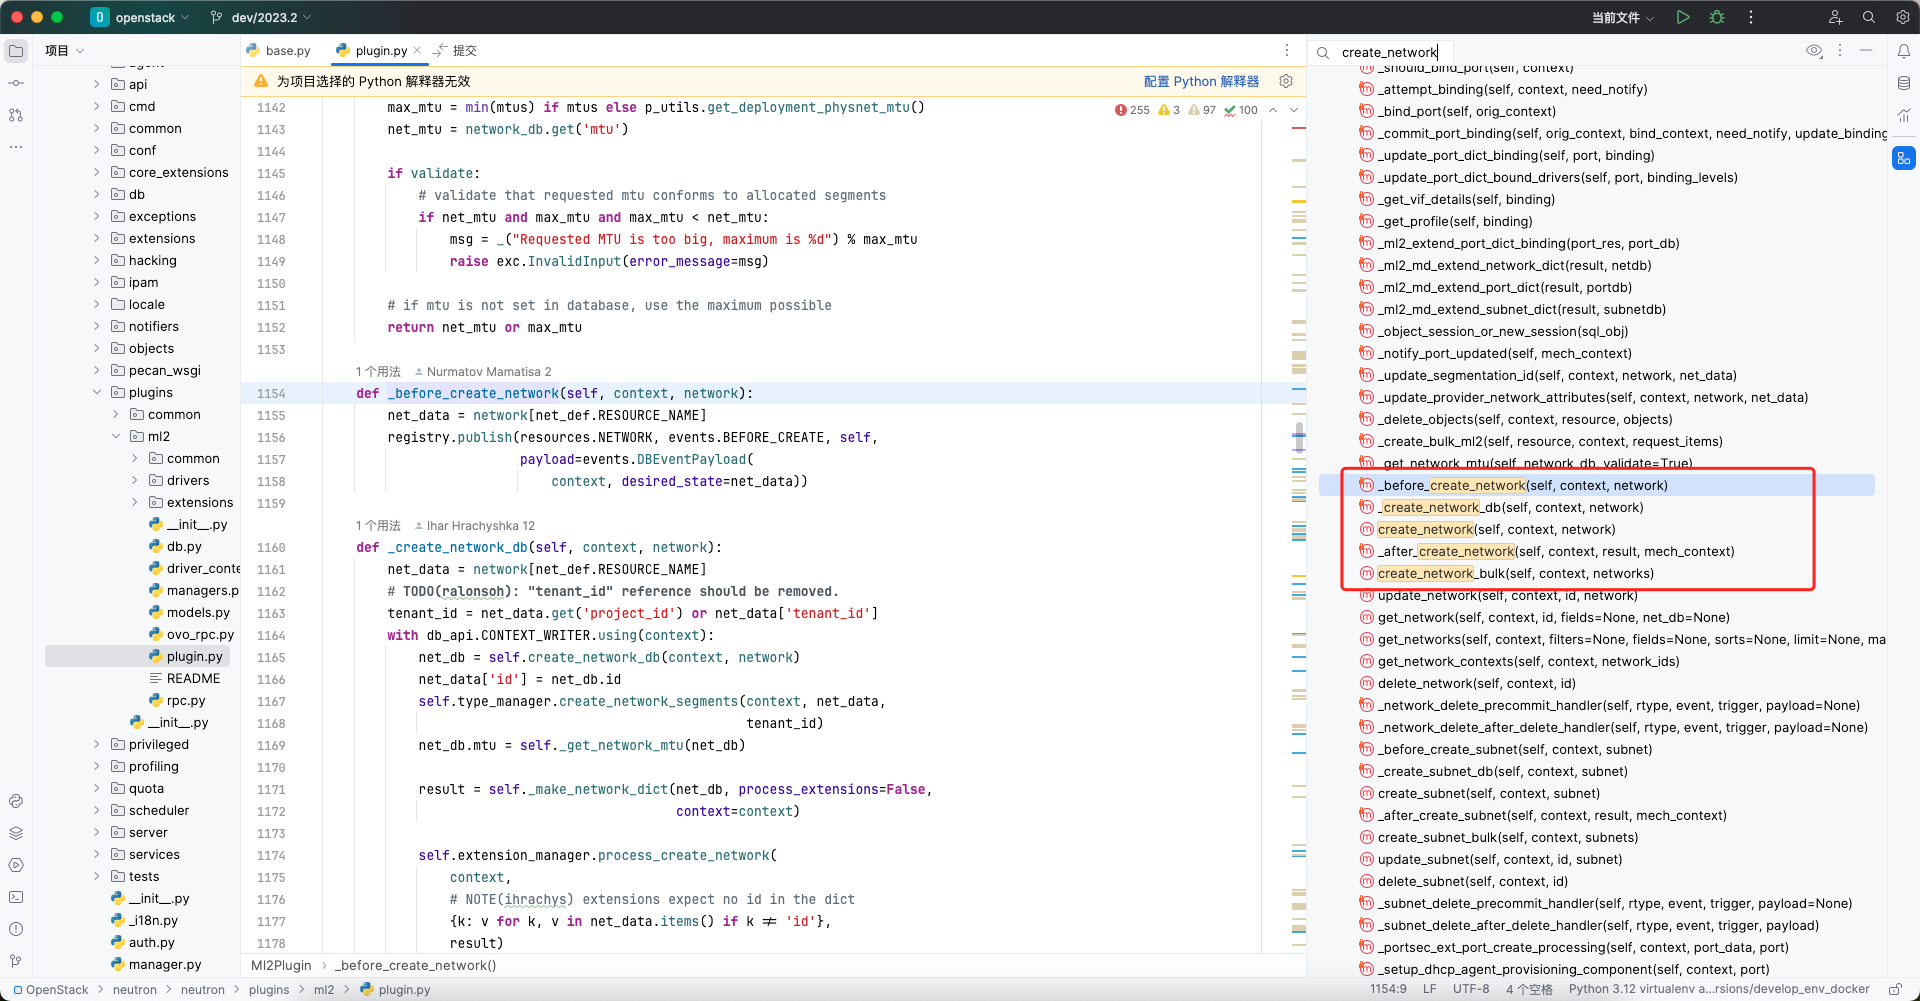 openstack
dev/2023.2
当前文件
项目
api
cmd
common
conf
core_extensions
db
exceptions
extensions
hacking
ipam
locale
notifiers
objects
pecan_wsgi
plugins
common
ml2
common
drivers
extensions
__init__.py
db.py
driver_conte
managers.p
models.py
ovo_rpc.py
plugin.py
README
rpc.py
__init__.py
privileged
profiling
quota
scheduler
server
services
tests
__init__.py
_i18n.py
auth.py
manager.py
base.py
plugin.py
提交
为项目选择的 Python 解释器无效
配置 Python 解释器
255 3 97 100
1142 max_mtu = min(mtus) if mtus else p_utils.get_deployment_physnet_mtu()
1143 net_mtu = network_db.get('mtu')
1144
1145 if validate:
1146 # validate that requested mtu conforms to allocated segments
1147 if net_mtu and max_mtu and max_mtu < net_mtu:
1148 msg = _("Requested MTU is too big, maximum is %d") % max_mtu
1149 raise exc.InvalidInput(error_message=msg)
1150
1151 # if mtu is not set in database, use the maximum possible
1152 return net_mtu or max_mtu
1153
1 个用法 Nurmatov Mamatisa 2
1154 def _before_create_network(self, context, network):
1155 net_data = network[net_def.RESOURCE_NAME]
1156 registry.publish(resources.NETWORK, events.BEFORE_CREATE, self,
1157 payload=events.DBEventPayload(
1158 context, desired_state=net_data))
1159
1 个用法 Ihar Hrachyshka 12
1160 def _create_network_db(self, context, network):
1161 net_data = network[net_def.RESOURCE_NAME]
1162 # TODO(ralonsoh): "tenant_id" reference should be removed.
1163 tenant_id = net_data.get('project_id') or net_data['tenant_id']
1164 with db_api.CONTEXT_WRITER.using(context):
1165 net_db = self.create_network_db(context, network)
1166 net_data['id'] = net_db.id
1167 self.type_manager.create_network_segments(context, net_data,
1168 tenant_id)
1169 net_db.mtu = self._get_network_mtu(net_db)
1170
1171 result = self._make_network_dict(net_db, process_extensions=False,
1172 context=context)
1173
1174 self.extension_manager.process_create_network(
1175 context,
1176 # NOTE(ihrachys) extensions expect no id in the dict
1177 {k: v for k, v in net_data.items() if k != 'id'},
1178 result)
Ml2Plugin
_before_create_network()
create_network
_should_bind_port(self, context)
_attempt_binding(self, context, need_notify)
_bind_port(self, orig_context)
_commit_port_binding(self, orig_context, bind_context, need_notify, update_binding
_update_port_dict_binding(self, port, binding)
_update_port_dict_bound_drivers(self, port, binding_levels)
_get_vif_details(self, binding)
_get_profile(self, binding)
_ml2_extend_port_dict_binding(port_res, port_db)
_ml2_md_extend_network_dict(result, netdb)
_ml2_md_extend_port_dict(result, portdb)
_ml2_md_extend_subnet_dict(result, subnetdb)
_object_session_or_new_session(sql_obj)
_notify_port_updated(self, mech_context)
_update_segmentation_id(self, context, network, net_data)
_update_provider_network_attributes(self, context, network, net_data)
_delete_objects(self, context, resource, objects)
_create_bulk_ml2(self, resource, context, request_items)
_get_network_mtu(self, network_db, validate=True)
_before_create_network(self, context, network)
_create_network_db(self, context, network)
create_network(self, context, network)
_after_create_network(self, context, result, mech_context)
create_network_bulk(self, context, networks)
update_network(self, context, id, network)
get_network(self, context, id, fields=None, net_db=None)
get_networks(self, context, filters=None, fields=None, sorts=None, limit=None, ma
get_network_contexts(self, context, network_ids)
delete_network(self, context, id)
_network_delete_precommit_handler(self, rtype, event, trigger, payload=None)
_network_delete_after_delete_handler(self, rtype, event, trigger, payload=None)
_before_create_subnet(self, context, subnet)
_create_subnet_db(self, context, subnet)
create_subnet(self, context, subnet)
_after_create_subnet(self, context, result, mech_context)
create_subnet_bulk(self, context, subnets)
update_subnet(self, context, id, subnet)
delete_subnet(self, context, id)
_subnet_delete_precommit_handler(self, rtype, event, trigger, payload=None)
_subnet_delete_after_delete_handler(self, rtype, event, trigger, payload)
_portsec_ext_port_create_processing(self, context, port_data, port)
_setup_dhcp_agent_provisioning_component(self, context, port)
OpenStack
neutron
neutron
plugins
ml2
plugin.py
1154:9 LF UTF-8 4 个空格 Python 3.12 virtualenv a...rsions/develop_env_docker